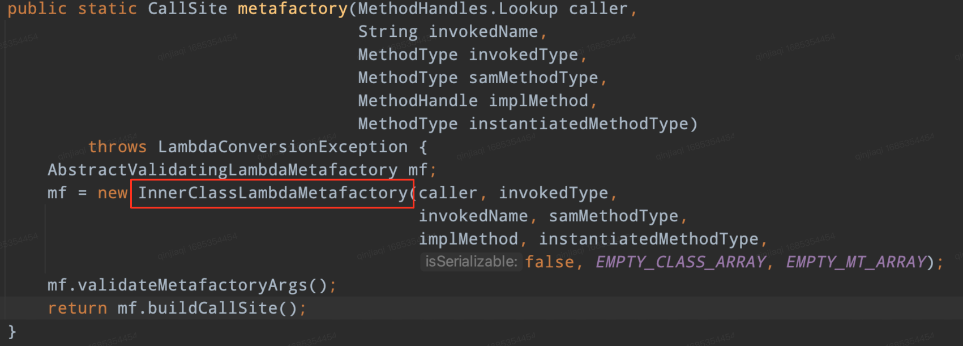 public static CallSite metafactory(MethodHandles.Lookup caller,
String invokedName,
MethodType invokedType,
MethodType samMethodType,
MethodHandle implMethod,
MethodType instantiatedMethodType)
throws LambdaConversionException {
AbstractValidatingLambdaMetafactory mf;
mf = new InnerClassLambdaMetafactory(caller, invokedType,
invokedName, samMethodType,
implMethod, instantiatedMethodType,
isSerializable: false, EMPTY_CLASS_ARRAY, EMPTY_MT_ARRAY);
mf.validateMetafactoryArgs();
return mf.buildCallSite();
}